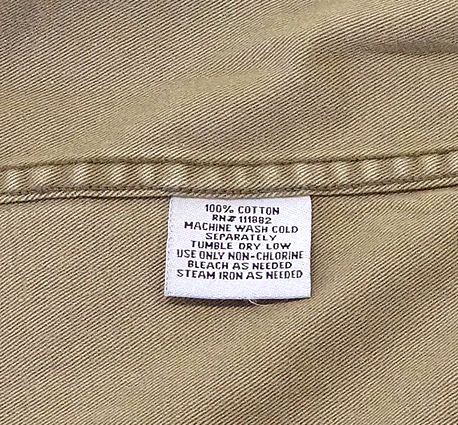 100% COTTON
RN# 111882
MACHINE WASH COLD
SEPARATELY
TUMBLE DRY LOW
USE ONLY NON-CHLORINE
BLEACH AS NEEDED
STEAM IRON AS NEEDED